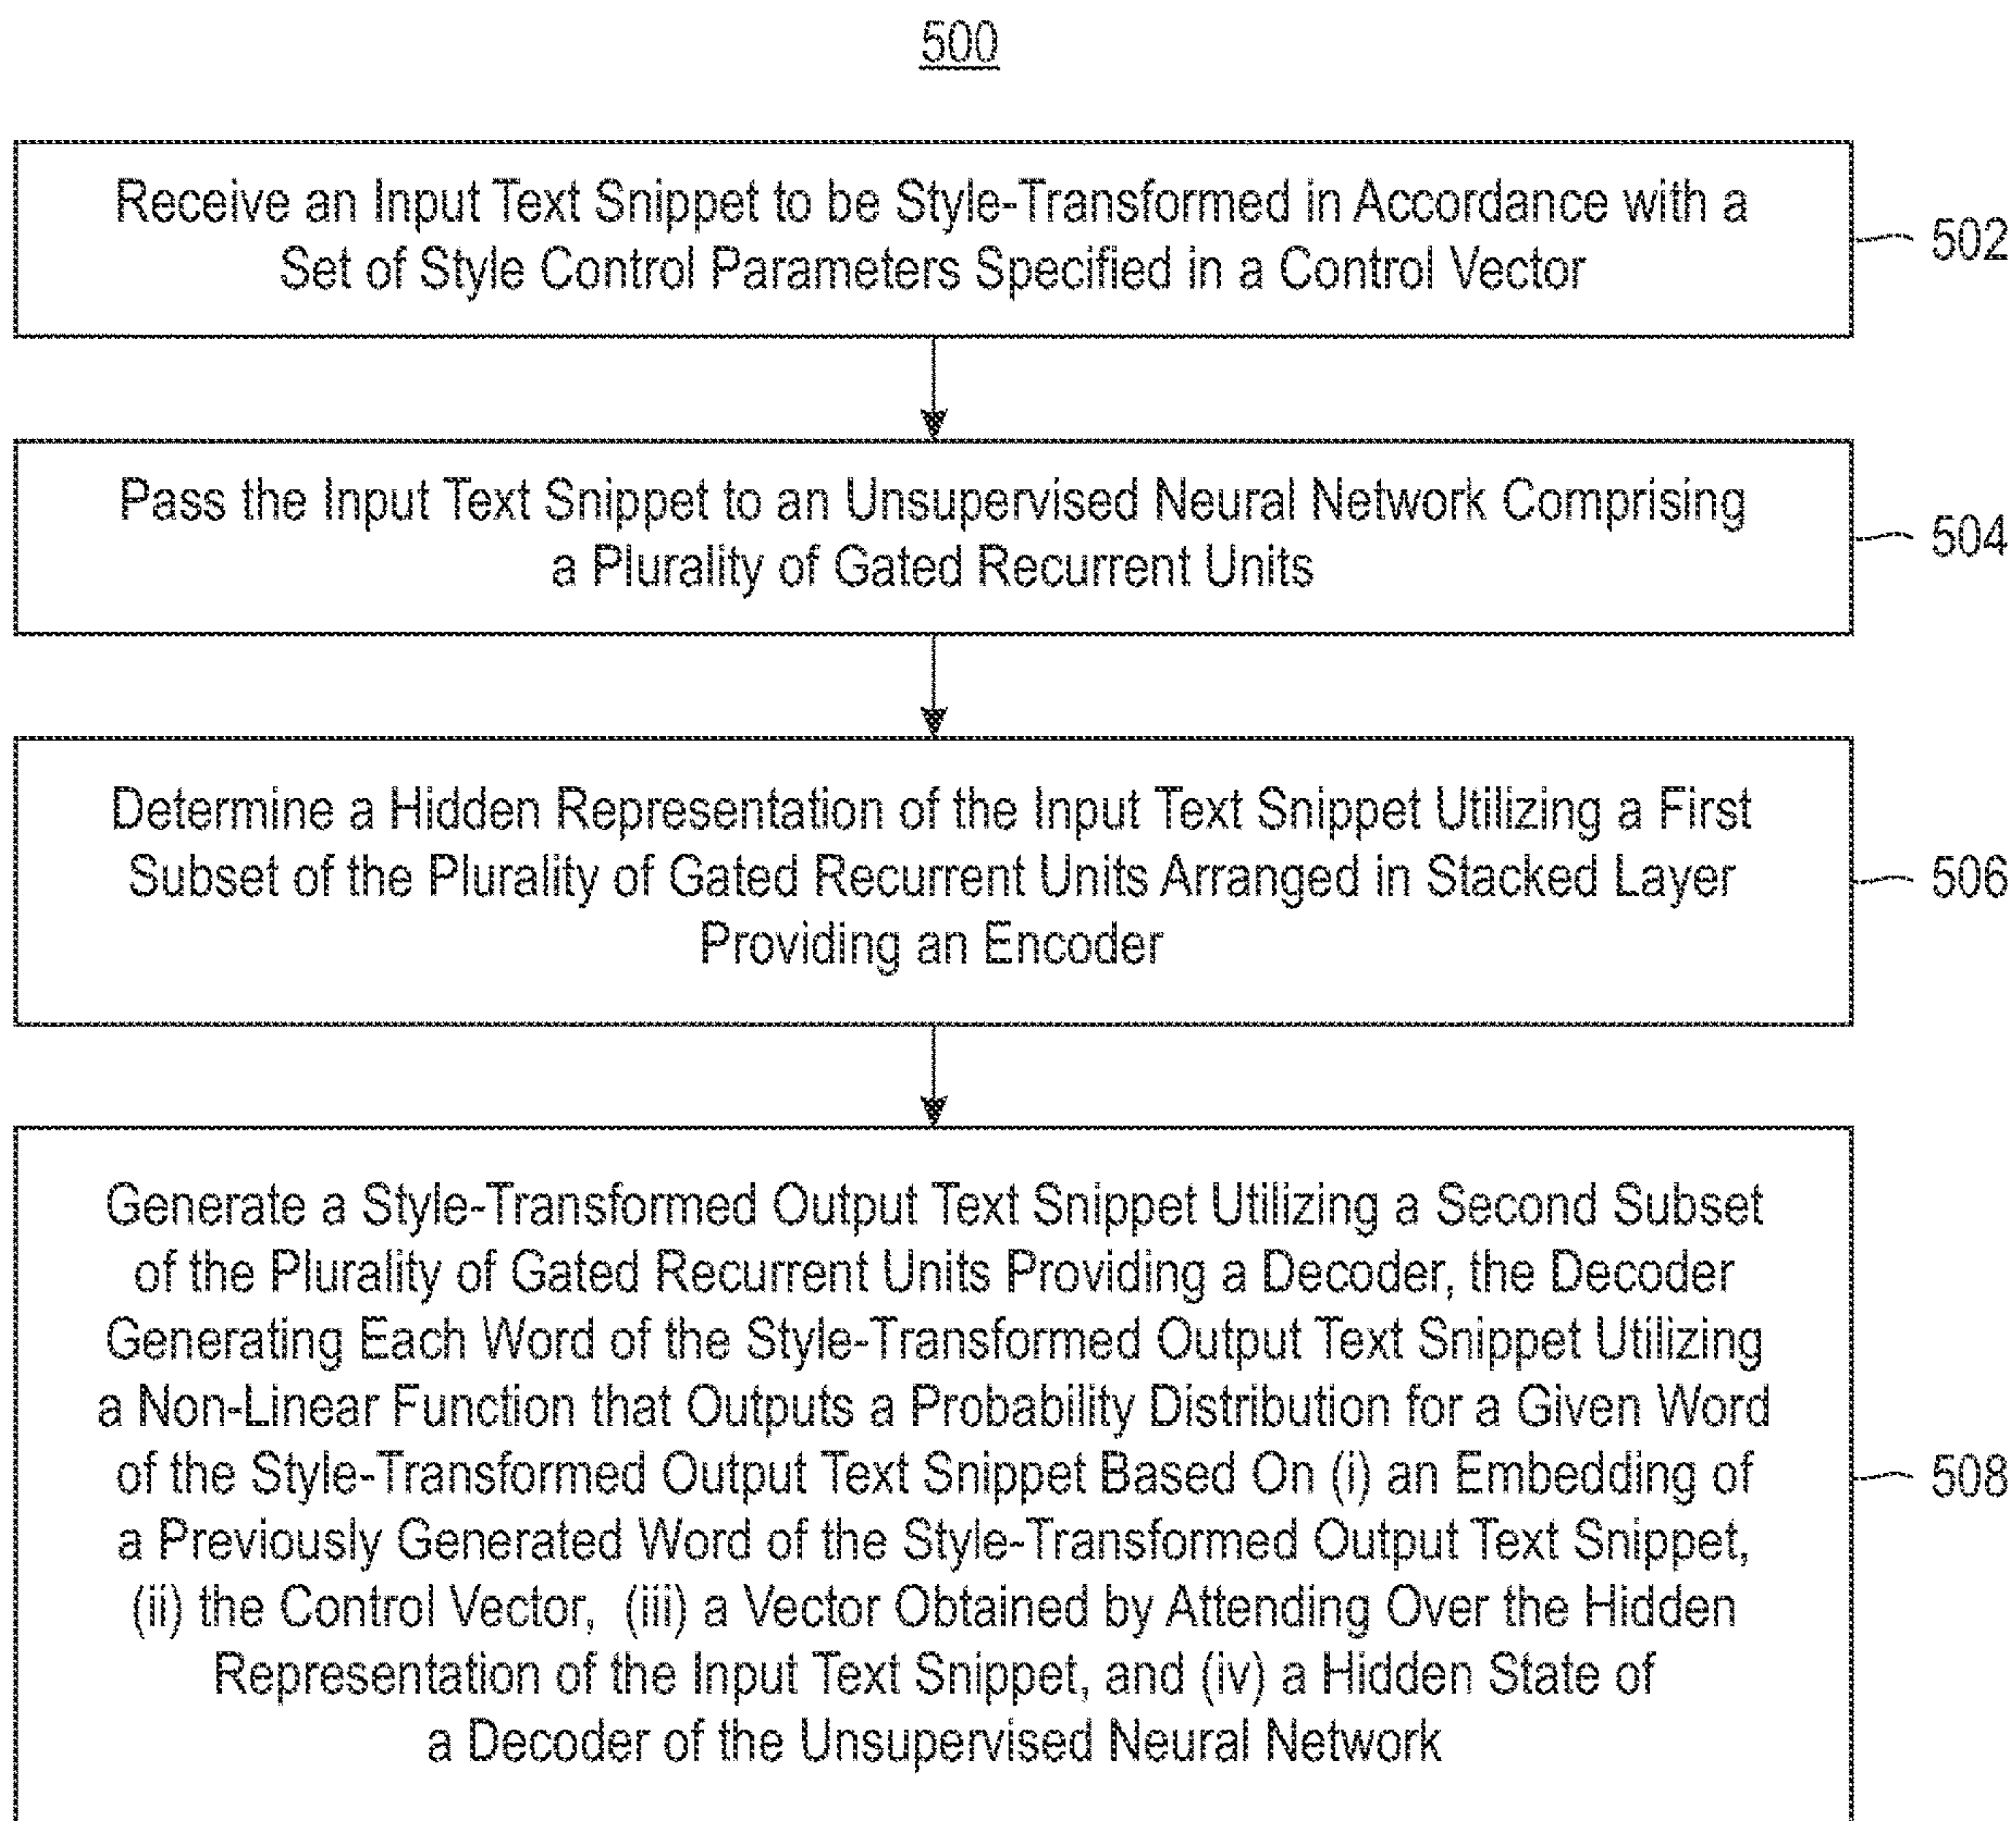 500
Receive an Input Text Snippet to be Style-Transformed in Accordance with a
Set of Style Control Parameters Specified in a Control Vector
502
Pass the Input Text Snippet to an Unsupervised Neural Network Comprising
a Plurality of Gated Recurrent Units
504
Determine a Hidden Representation of the Input Text Snippet Utilizing a First
Subset of the Plurality of Gated Recurrent Units Arranged in Stacked Layer
Providing an Encoder
506
Generate a Style-Transformed Output Text Snippet Utilizing a Second Subset
of the Plurality of Gated Recurrent Units Providing a Decoder, the Decoder
Generating Each Word of the Style-Transformed Output Text Snippet Utilizing
a Non-Linear Function that Outputs a Probability Distribution for a Given Word
of the Style-Transformed Output Text Snippet Based On (i) an Embedding of
a Previously Generated Word of the Style-Transformed Output Text Snippet,
(ii) the Control Vector, (iii) a Vector Obtained by Attending Over the Hidden
Representation of the Input Text Snippet, and (iv) a Hidden State of
a Decoder of the Unsupervised Neural Network
508